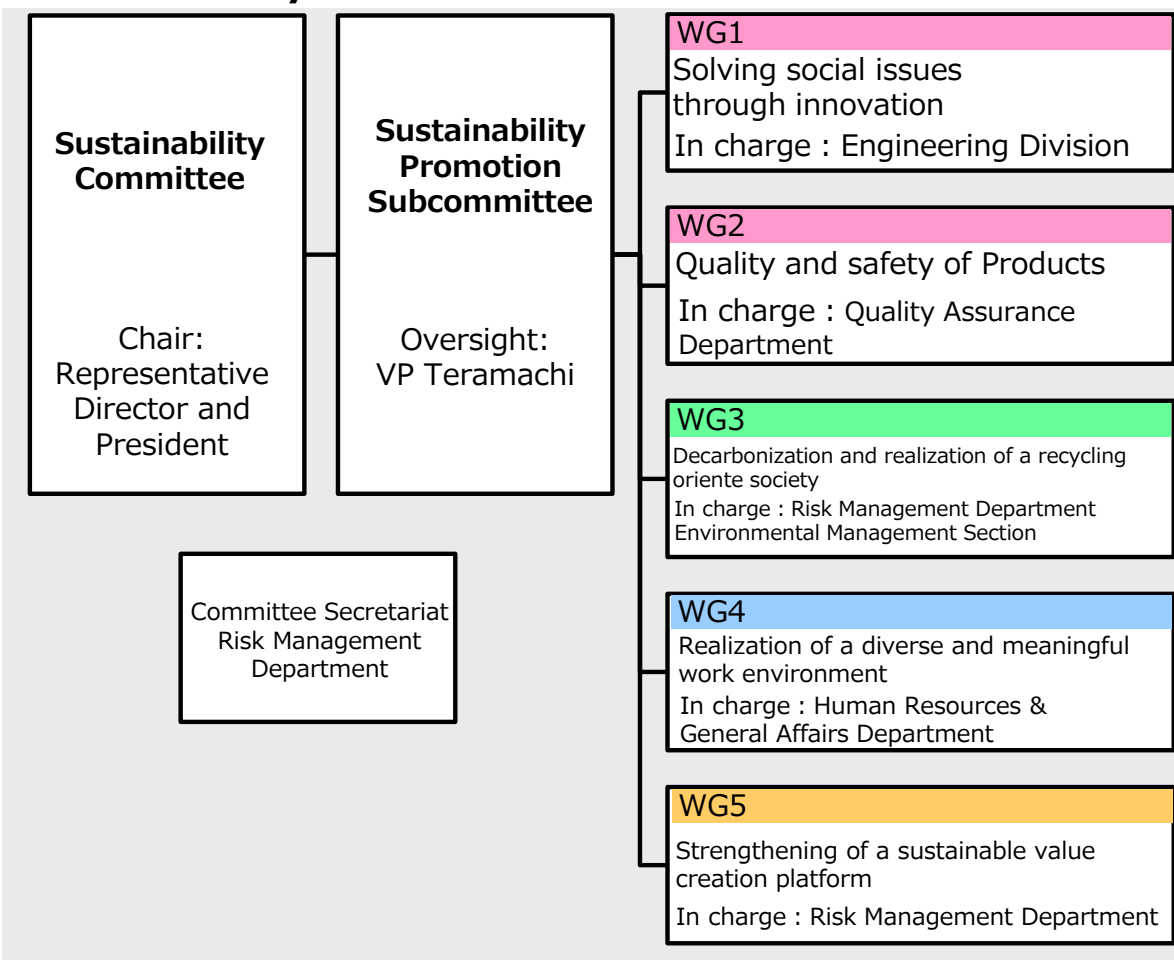 Sustainability
Committee
Chair:
Representative
Director and
President
Sustainability
Promotion
Subcommittee
Oversight:
VP Teramachi
Committee Secretariat
Risk Management
Department
WG1
Solving social issues
through innovation
In charge : Engineering Division
WG2
Quality and safety of Products
In charge : Quality Assurance
Department
WG3
Decarbonization and realization of a recycling
oriente society
In charge : Risk Management Department
Environmental Management Section
WG4
Realization of a diverse and meaningful
work environment
In charge : Human Resources &
General Affairs Department
WG5
Strengthening of a sustainable value
creation platform
In charge : Risk Management Department